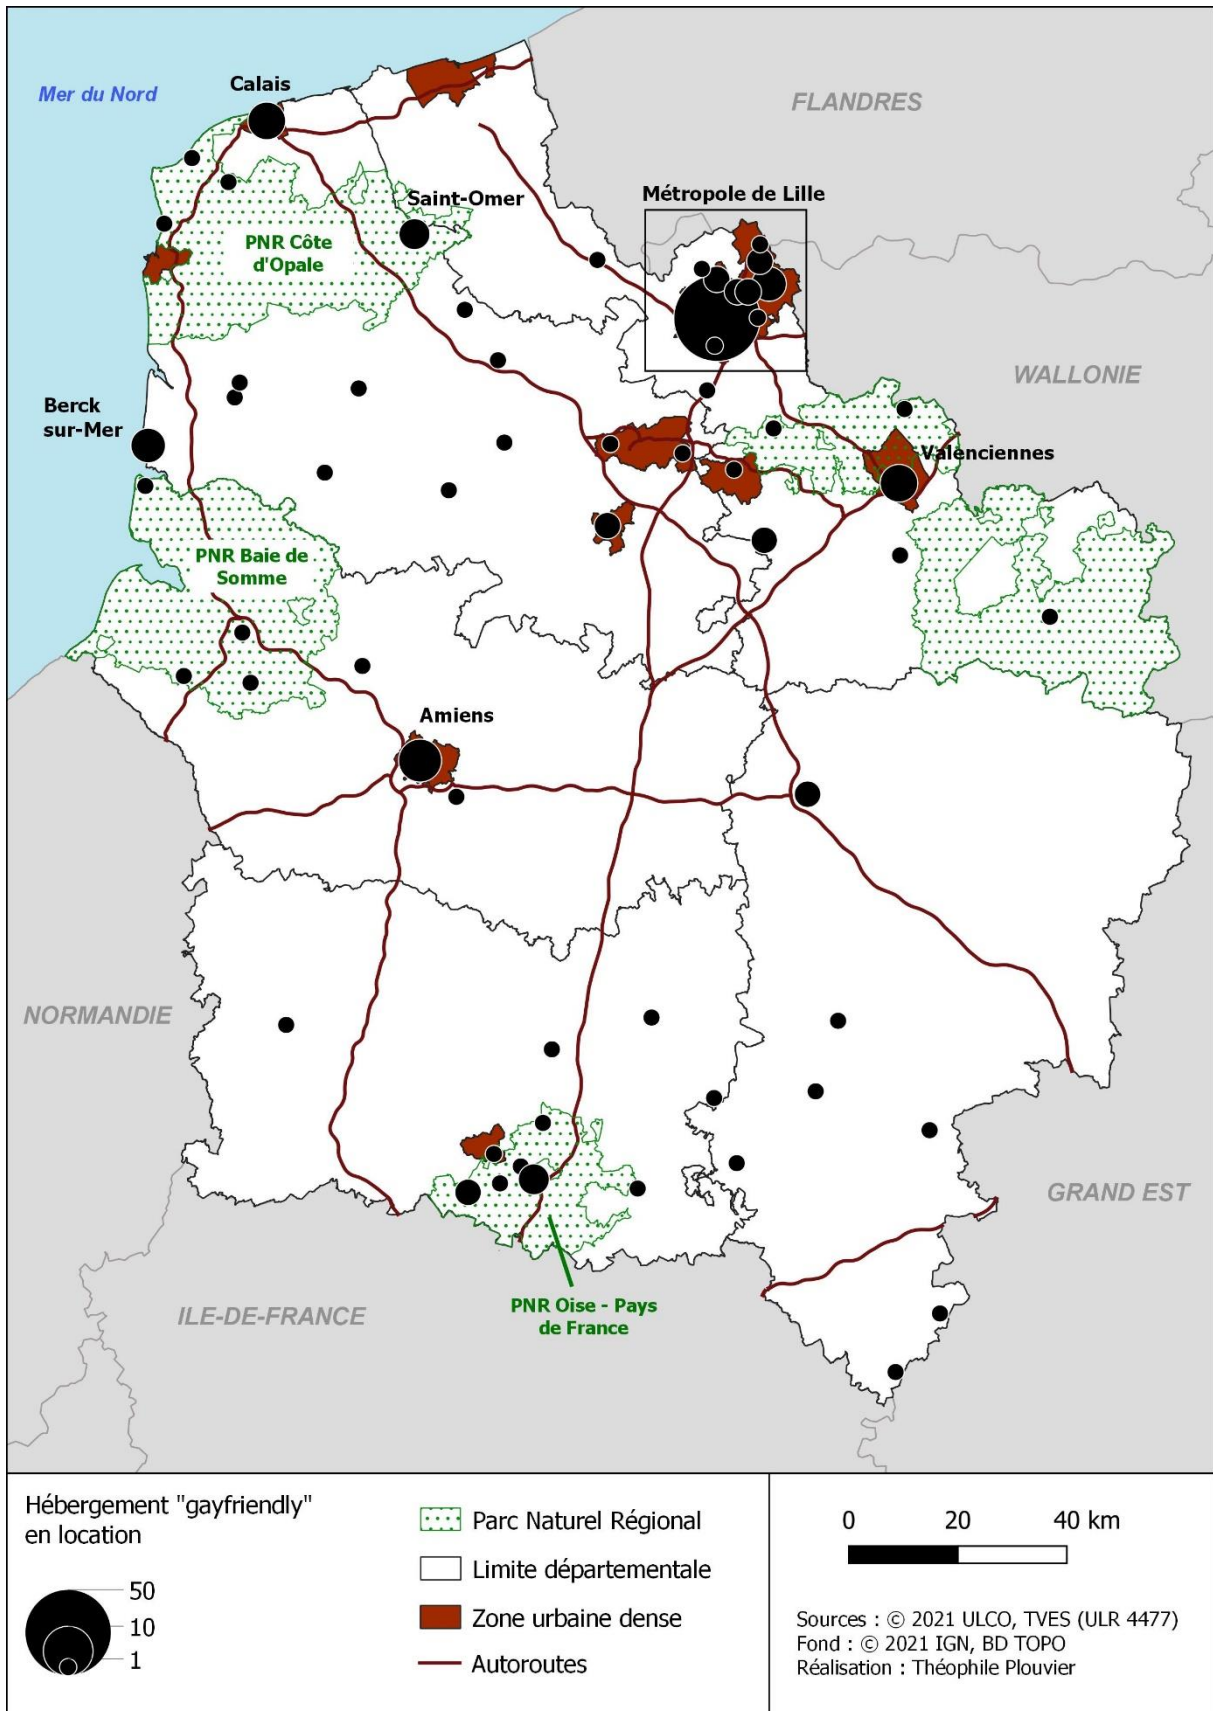 Mer du Nord
Calais
FLANDRES
Métropole de Lille
Saint-Omer
PNR Côte
d'Opale
WALLONIE
Berck
sur-Mer
Valenciennes
PNR Baie de
Somme
Amiens
NORMANDIE
GRAND EST
ILE-DE-FRANCE
PNR Oise - Pays
de France
Hébergement "gayfriendly"
en location
50
10
1
Parc Naturel Régional
Limite départementale
Zone urbaine dense
Autoroutes
0 20 40 km
Sources : © 2021 ULCO, TVES (ULR 4477)
Fond : © 2021 IGN, BD TOPO
Réalisation : Théophile Plouvier